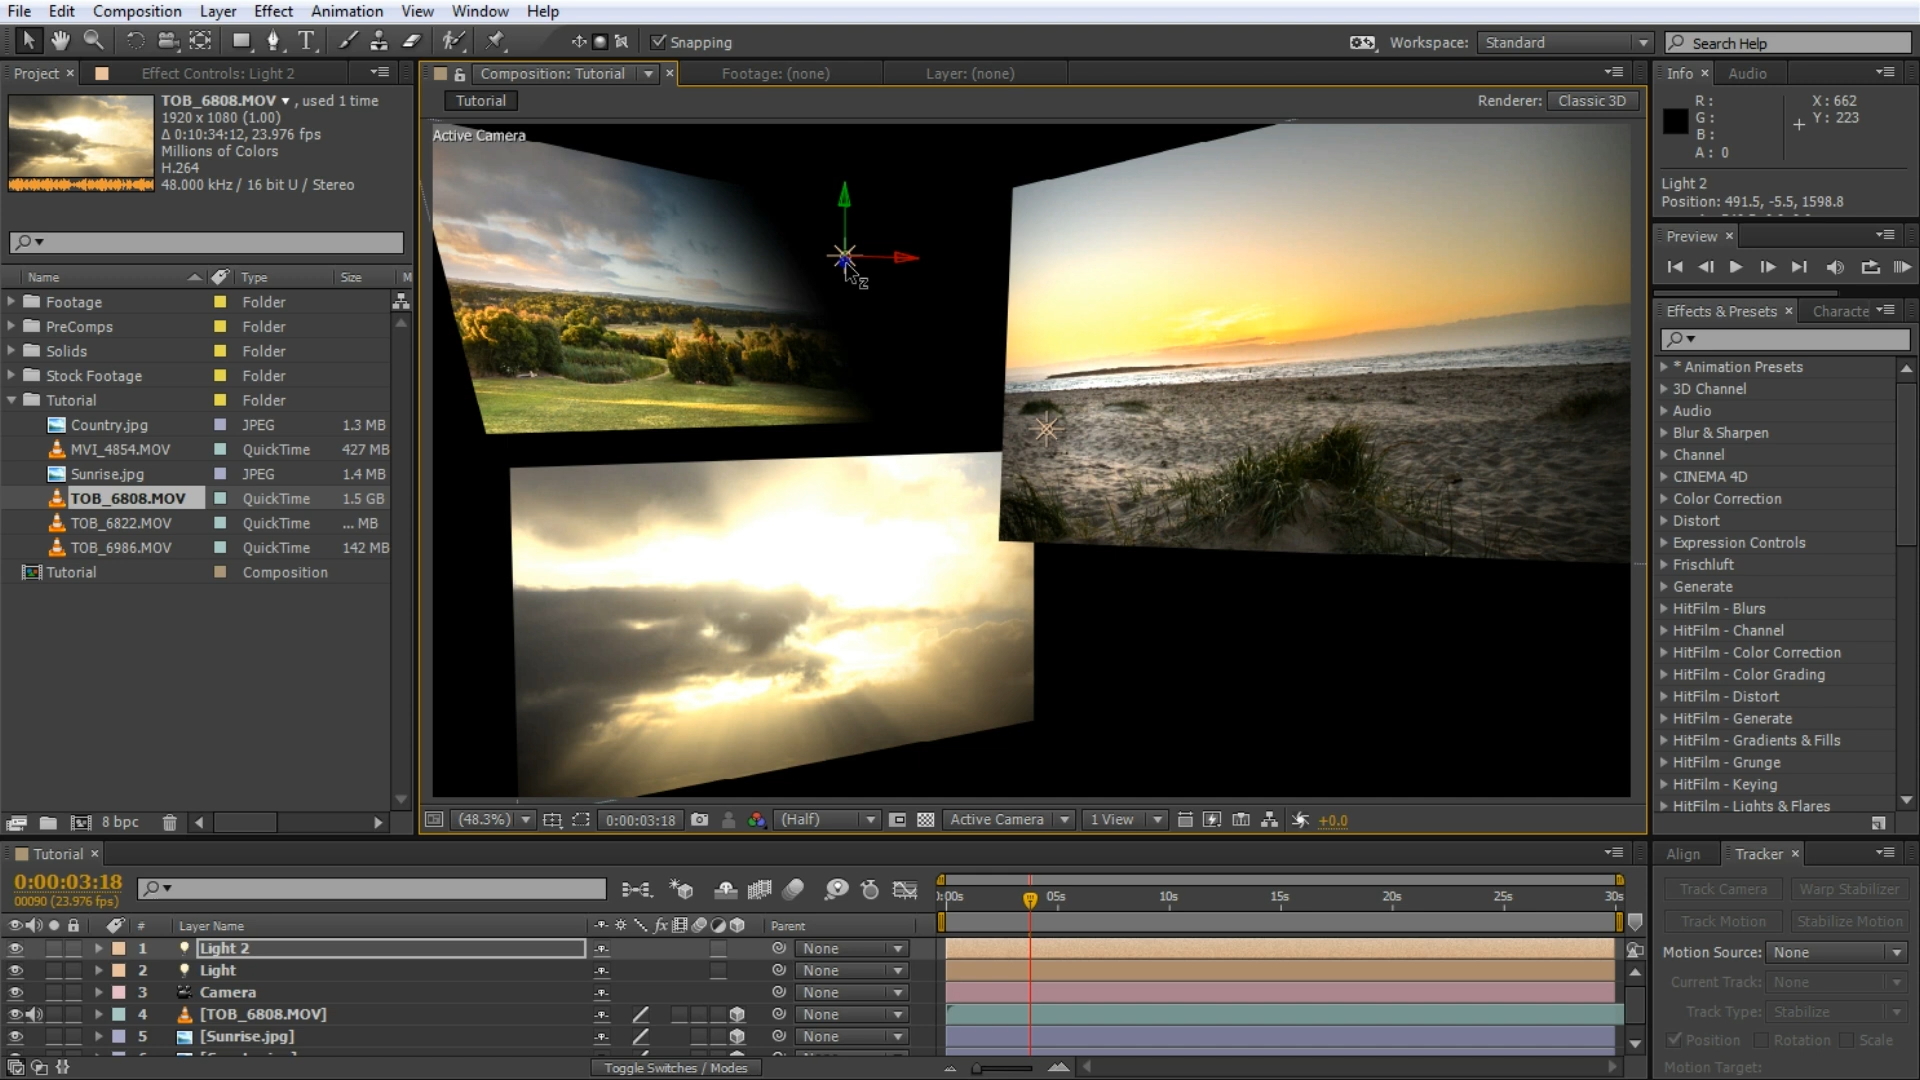 File Edit Composition Layer Effect Animation View Window Help
Snapping
Workspace: Standard
Search Help
Project Effect Controls: Light 2
TOB_6808.MOV , used 1 time
1920 x 1080 (1.00)
Δ 0:10:34:12, 23.976 fps
Millions of Colors
H.264
48.000 kHz / 16 bit U / Stereo
Name Type Size M
Footage Folder
PreComps Folder
Solids Folder
Stock Footage Folder
Tutorial Folder
Country.jpg JPEG 1.3 MB
MVI_4854.MOV QuickTime 427 MB
Sunrise.jpg JPEG 1.4 MB
TOB_6808.MOV QuickTime 1.5 GB
TOB_6822.MOV QuickTime ... MB
TOB_6986.MOV QuickTime 142 MB
Tutorial Composition
8 bpc
Composition: Tutorial Footage: (none) Layer: (none)
Tutorial
Renderer: Classic 3D
Active Camera
z
(48.3%) 0:00:03:18 (Half) Active Camera 1 View +0.0
Info Audio
R: X: 662
G: Y: 223
B:
A: 0
Light 2
Position: 491.5, -5.5, 1598.8
Preview
Effects & Presets Characte
* Animation Presets
3D Channel
Audio
Blur & Sharpen
Channel
CINEMA 4D
Color Correction
Distort
Expression Controls
Frischluft
Generate
HitFilm - Blurs
HitFilm - Channel
HitFilm - Color Correction
HitFilm - Color Grading
HitFilm - Distort
HitFilm - Generate
HitFilm - Gradients & Fills
HitFilm - Grunge
HitFilm - Keying
HitFilm - Lights & Flares
Tutorial
0:00:03:18
00090 (23.976 fps)
):00s 05s 10s 15s 20s 25s 30s
# Layer Name fx Parent
1 Light 2 None
2 Light None
3 Camera None
4 [TOB_6808.MOV] None
5 [Sunrise.jpg] None
Toggle Switches / Modes
Align Tracker
Track Camera Warp Stabilizer
Track Motion Stabilize Motion
Motion Source: None
Current Track: None
Track Type: Stabilize
Position Rotation Scale
Motion Target: